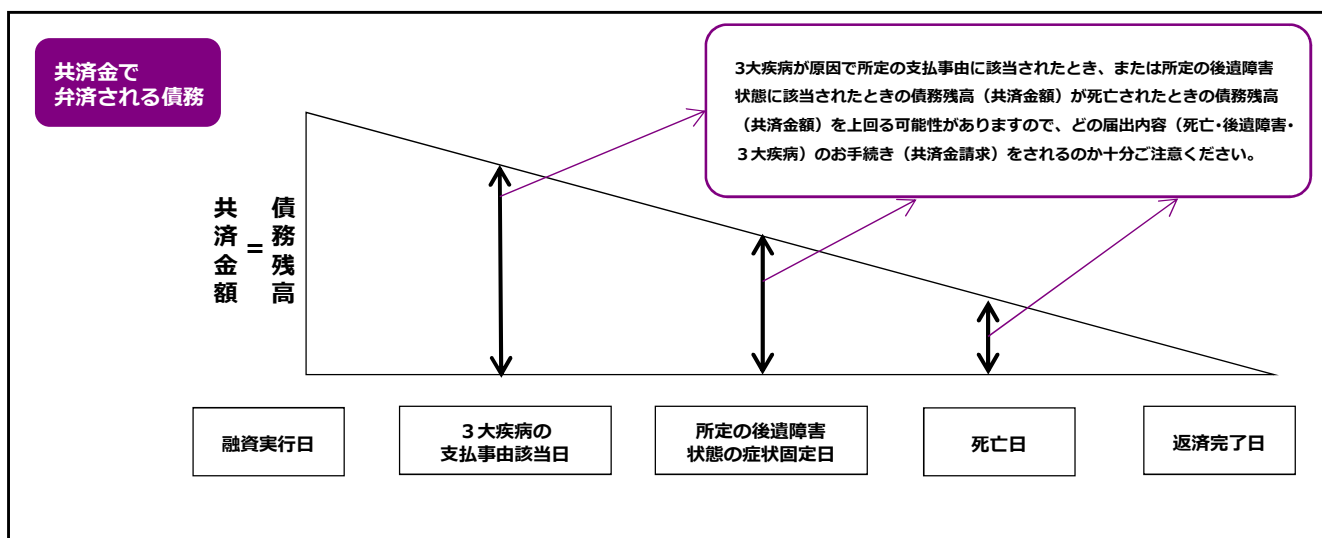 共済金で
弁済される債務
3大疾病が原因で所定の支払事由に該当されたとき、または所定の後遺障害
状態に該当されたときの債務残高（共済金額）が死亡されたときの債務残高
（共済金額）を上回る可能性がありますので、どの届出内容（死亡・後遺障害・
３大疾病）のお手続き（共済金請求）をされるのか十分ご注意ください。
共済金額
=
債務残高
融資実行日
３大疾病の
支払事由該当日
所定の後遺障害
状態の症状固定日
死亡日
返済完了日